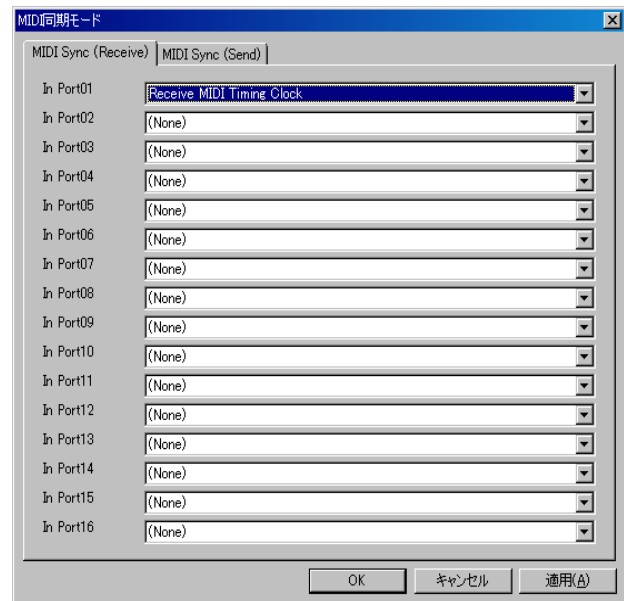 MIDI同期モード
MIDI Sync (Receive) MIDI Sync (Send)
In Port01 Receive MIDI Timing Clock
In Port02 (None)
In Port03 (None)
In Port04 (None)
In Port05 (None)
In Port06 (None)
In Port07 (None)
In Port08 (None)
In Port09 (None)
In Port10 (None)
In Port11 (None)
In Port12 (None)
In Port13 (None)
In Port14 (None)
In Port15 (None)
In Port16 (None)
OK キャンセル 適用(A)